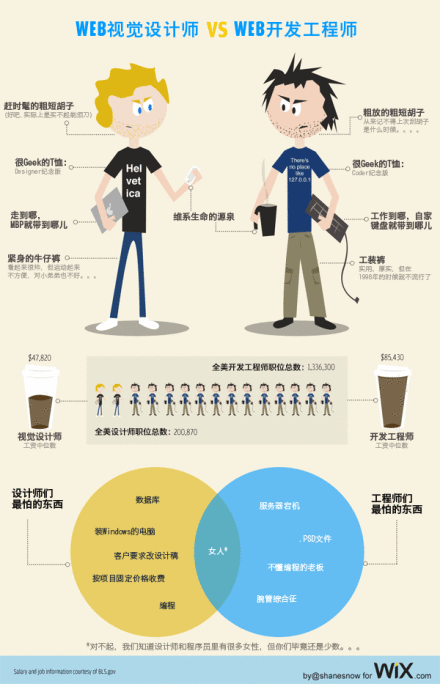 WEB视觉设计师 VS WEB开发工程师
赶时髦的粗短胡子
(好吧, 实际上是买不起剃须刀)
粗放的粗短胡子
从来记不得上次刮胡子
是什么时候。。。。
很Geek的T恤:
Designer纪念版
Hel
vet
ica
There's
no place
like
127.0.0.1
很Geek的T恤:
Coder纪念版
走到哪,
MBP就带到哪儿
维系生命的源泉
工作到哪, 自家
键盘就带到哪儿
紧身的牛仔裤
看起来很帅, 但运动起来
不方便, 对小弟弟也不好。。。
工装裤
实用, 厚实, 但在
1998年的时候就不流行了
$47,820
视觉设计师
工资中位数
全美开发工程师职位总数: 1,336,300
全美设计师职位总数: 200,870
$85,430
开发工程师
工资中位数
设计师们
最怕的东西
工程师们
最怕的东西
数据库
装Windows的电脑
客户要求改设计稿
按项目固定价格收费
编程
女人*
服务器宕机
.PSD文件
不懂编程的老板
腕管综合征
*对不起, 我们知道设计师和程序员里有很多女性, 但你们毕竟还是少数。。。
Salary and job information courtesy of BLS.gov
by@shanesnow for WiX.com